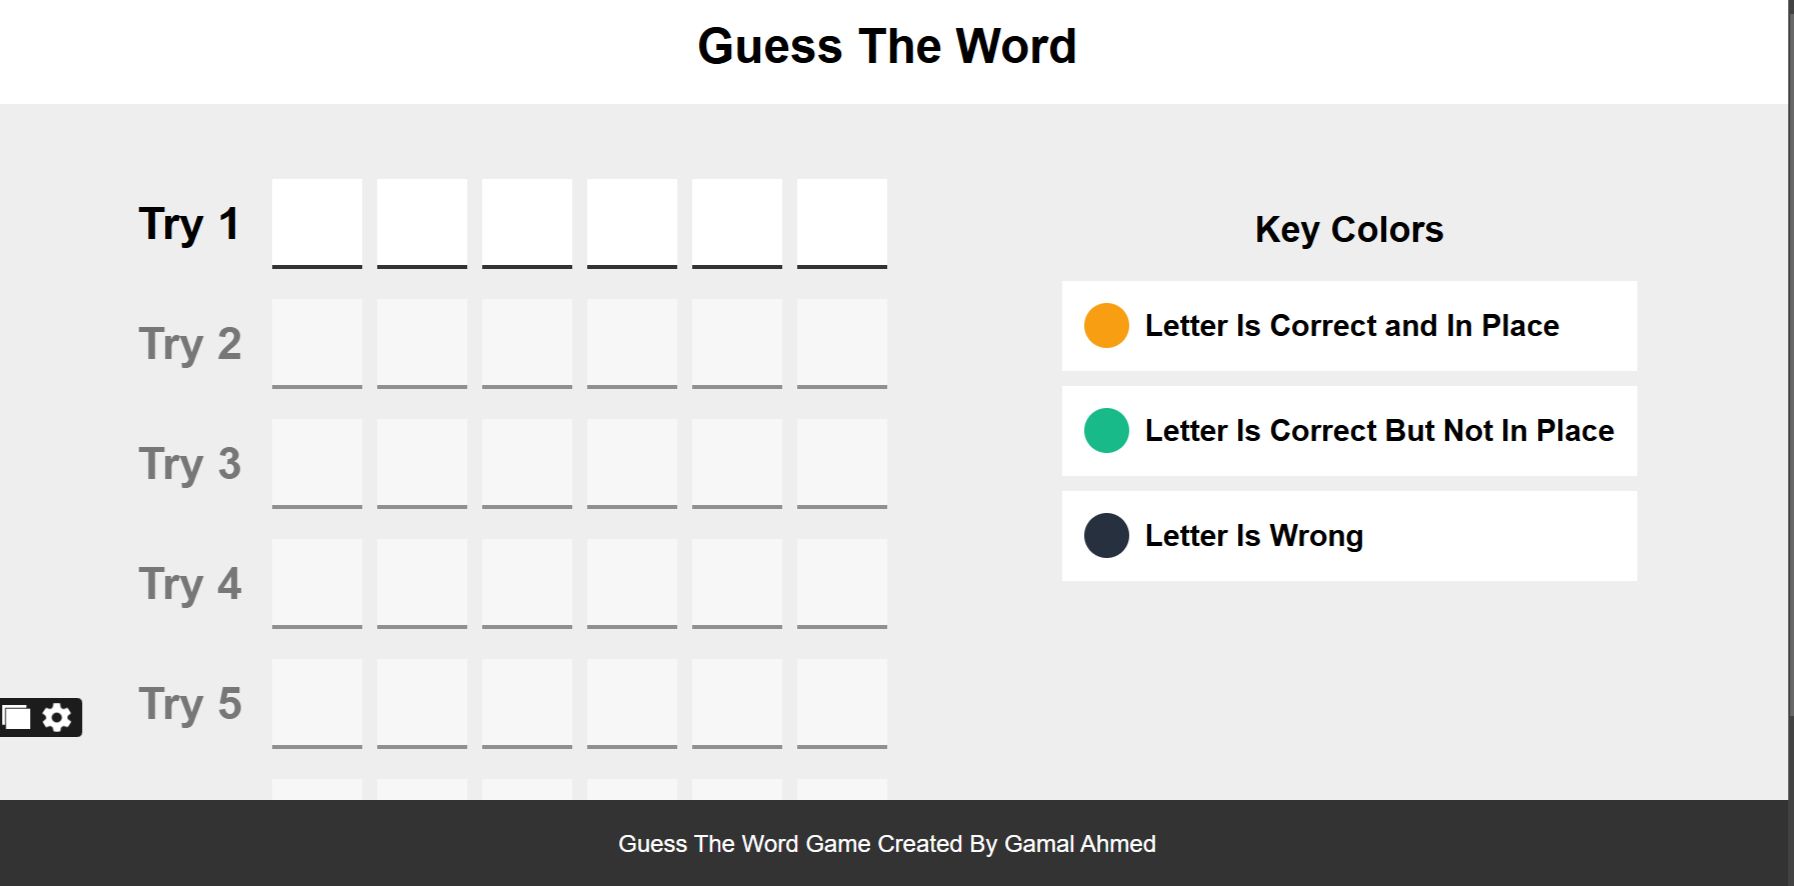 Guess The Word
Try 1
Try 2
Try 3
Try 4
Try 5
Key Colors
Letter Is Correct and In Place
Letter Is Correct But Not In Place
Letter Is Wrong
Guess The Word Game Created By Gamal Ahmed